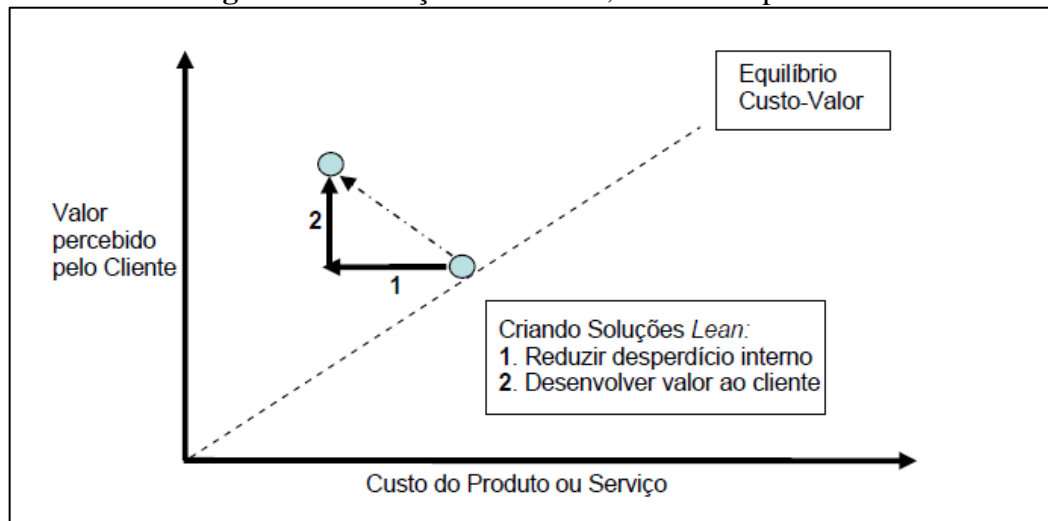 Equilíbrio
Custo-Valor
Valor
percebido
pelo Cliente
2
1
Criando Soluções Lean:
1. Reduzir desperdício interno
2. Desenvolver valor ao cliente
Custo do Produto ou Serviço